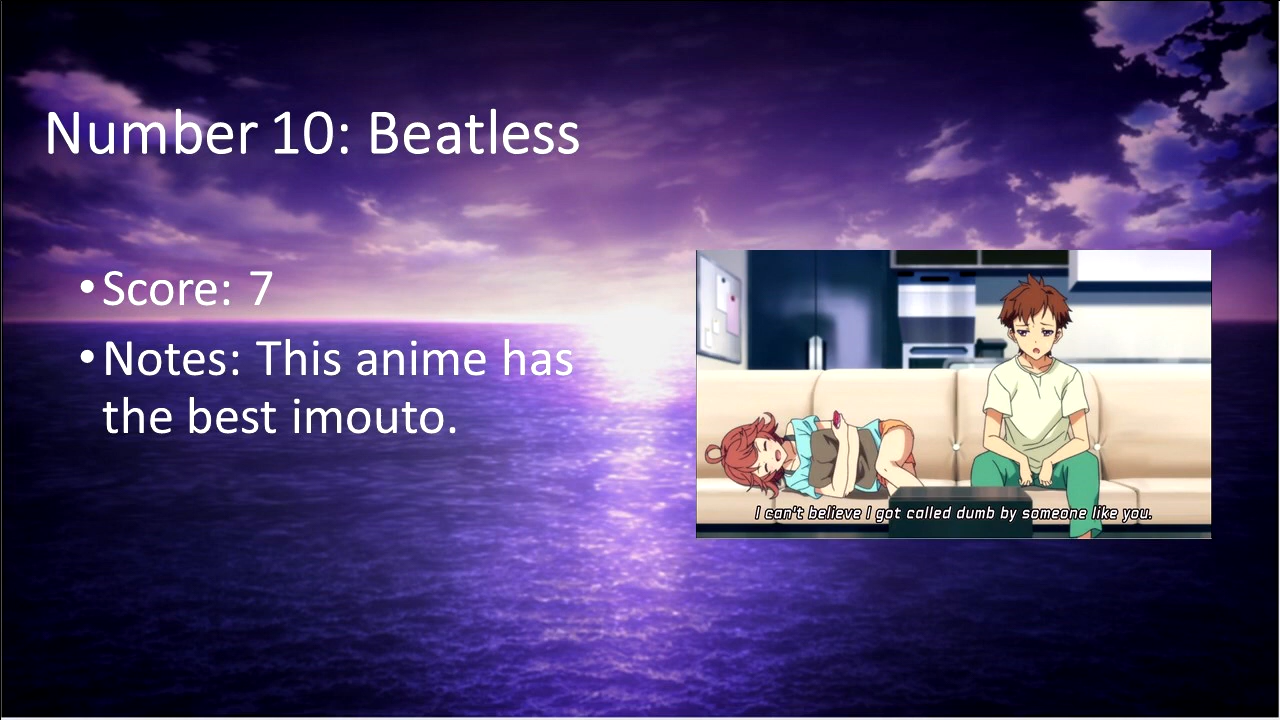 Number 10: Beatless
•Score: 7
•Notes: This anime has
the best imouto.
I can't believe I got called dumb by someone like you.